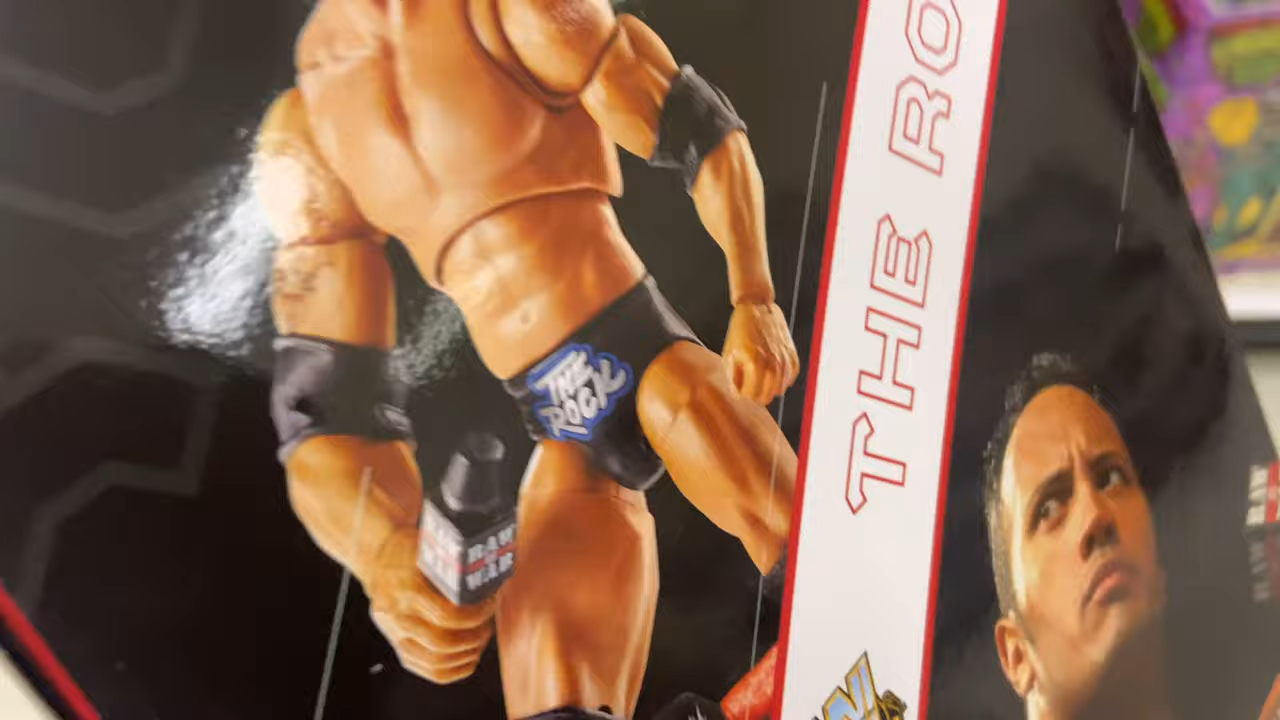 THE
ROCK
RAW
IS
WAR
THE RO